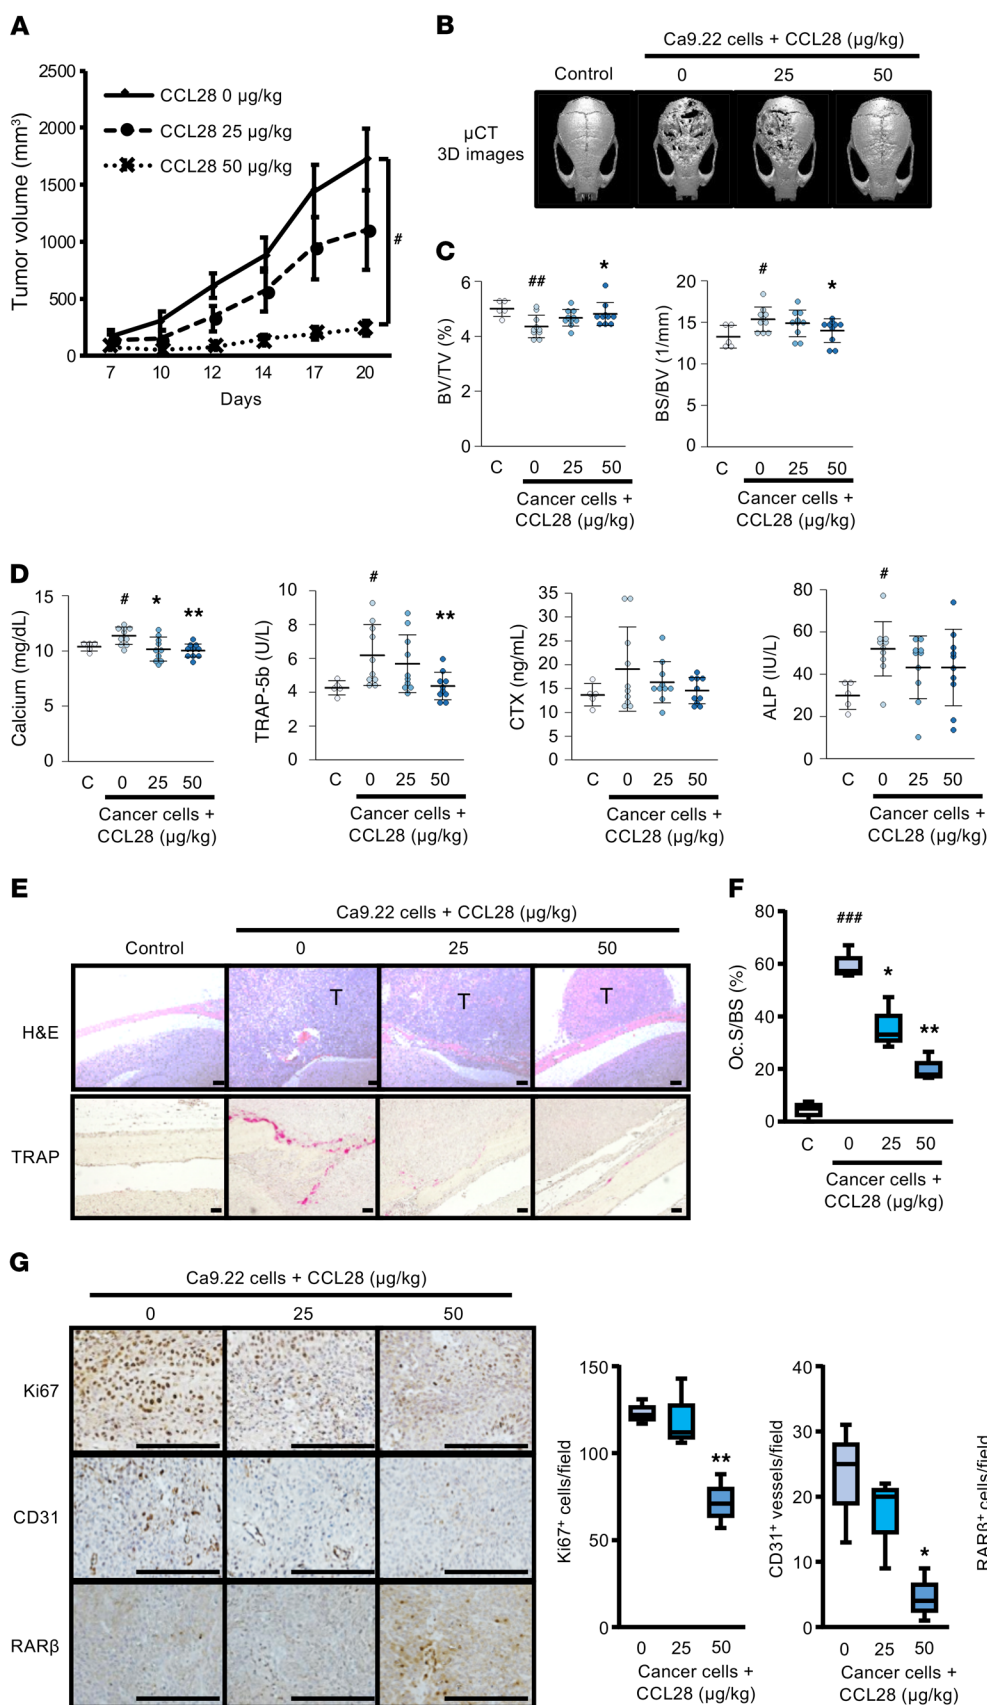 A
2500
2000
1500
1000
500
0
Tumor volume (mm³)
CCL28 0 µg/kg
CCL28 25 µg/kg
CCL28 50 µg/kg
#
7 10 12 14 17 20
Days
B
Ca9.22 cells + CCL28 (µg/kg)
Control 0 25 50
µCT
3D images
C
BV/TV (%)
6
4
2
0
##
*
C 0 25 50
Cancer cells +
CCL28 (µg/kg)
BS/BV (1/mm)
20
15
10
5
0
#
*
C 0 25 50
Cancer cells +
CCL28 (µg/kg)
D
Calcium (mg/dL)
15
10
5
0
# * **
C 0 25 50
Cancer cells +
CCL28 (µg/kg)
TRAP-5b (U/L)
10
8
6
4
2
0
# **
C 0 25 50
Cancer cells +
CCL28 (µg/kg)
CTX (ng/mL)
35
30
25
20
15
10
5
0
C 0 25 50
Cancer cells +
CCL28 (µg/kg)
ALP (IU/L)
80
60
40
20
0
#
C 0 25 50
Cancer cells +
CCL28 (µg/kg)
E
Ca9.22 cells + CCL28 (µg/kg)
Control 0 25 50
H&E
T T T
TRAP
F
Oc.S/BS (%)
80
60
40
20
0
### * **
C 0 25 50
Cancer cells +
CCL28
(µg/kg)
G
Ca9.22 cells + CCL28 (µg/kg)
0 25 50
Ki67
CD31
RARβ
Ki67⁺ cells/field
150
100
50
0
**
0 25 50
Cancer cells +
CCL28 (µg/kg)
CD31⁺ vessels/field
40
30
20
10
0
*
0 25 50
Cancer cells +
CCL28 (µg/kg)
RARβ⁺ cells/field